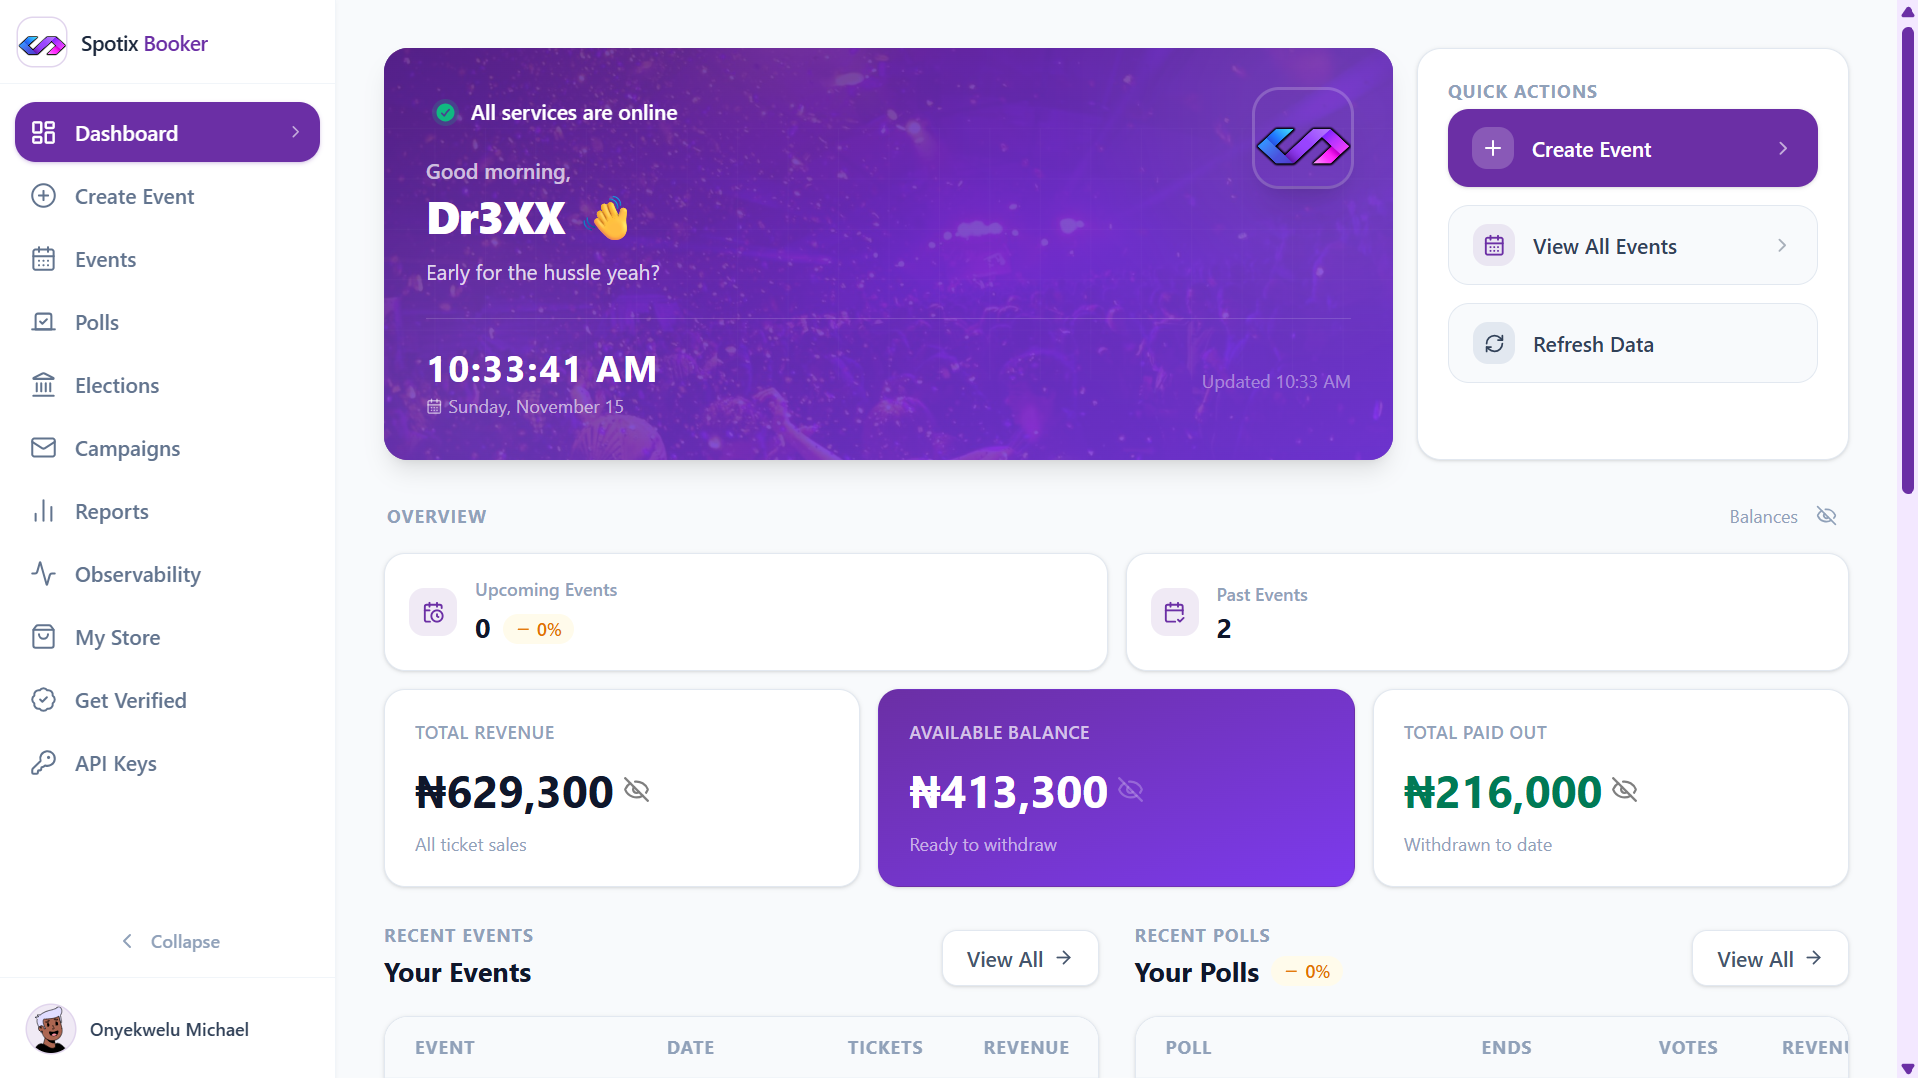 Spotix Booker
Dashboard
Create Event
Events
Polls
Elections
Campaigns
Reports
Observability
My Store
Get Verified
API Keys
Collapse
Onyekwelu Michael
All services are online
Good morning,
Dr3XX 👋
Early for the hussle yeah?
10:33:41 AM
Sunday, November 15
Updated 10:33 AM
QUICK ACTIONS
Create Event
View All Events
Refresh Data
OVERVIEW
Balances
Upcoming Events
0 − 0%
Past Events
2
TOTAL REVENUE
₦629,300
All ticket sales
AVAILABLE BALANCE
₦413,300
Ready to withdraw
TOTAL PAID OUT
₦216,000
Withdrawn to date
RECENT EVENTS
Your Events
View All →
EVENT DATE TICKETS REVENUE
RECENT POLLS
Your Polls − 0%
View All →
POLL ENDS VOTES REVENU